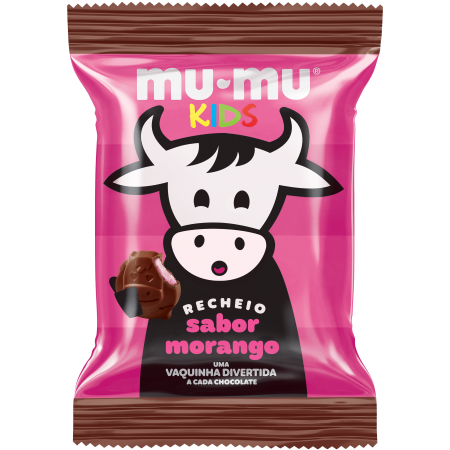 mu•mu®
KIDS
RECHEIO
sabor
morango
UMA
VAQUINHA DIVERTIDA
A CADA CHOCOLATE